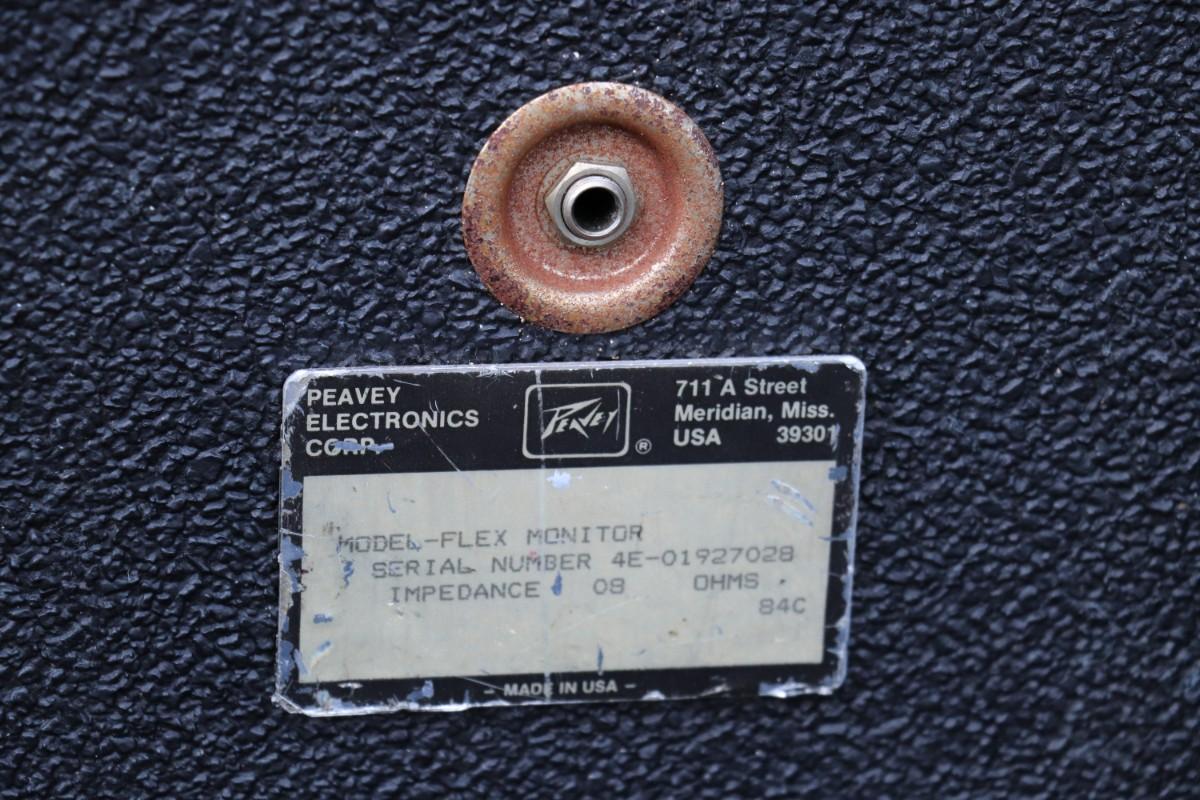 PEAVEY
ELECTRONICS
CORP.
PEAVEY ®
711 A Street
Meridian, Miss.
USA 39301
MODEL-FLEX MONITOR
SERIAL NUMBER 4E-01927028
IMPEDANCE 08 OHMS
84C
– MADE IN USA –